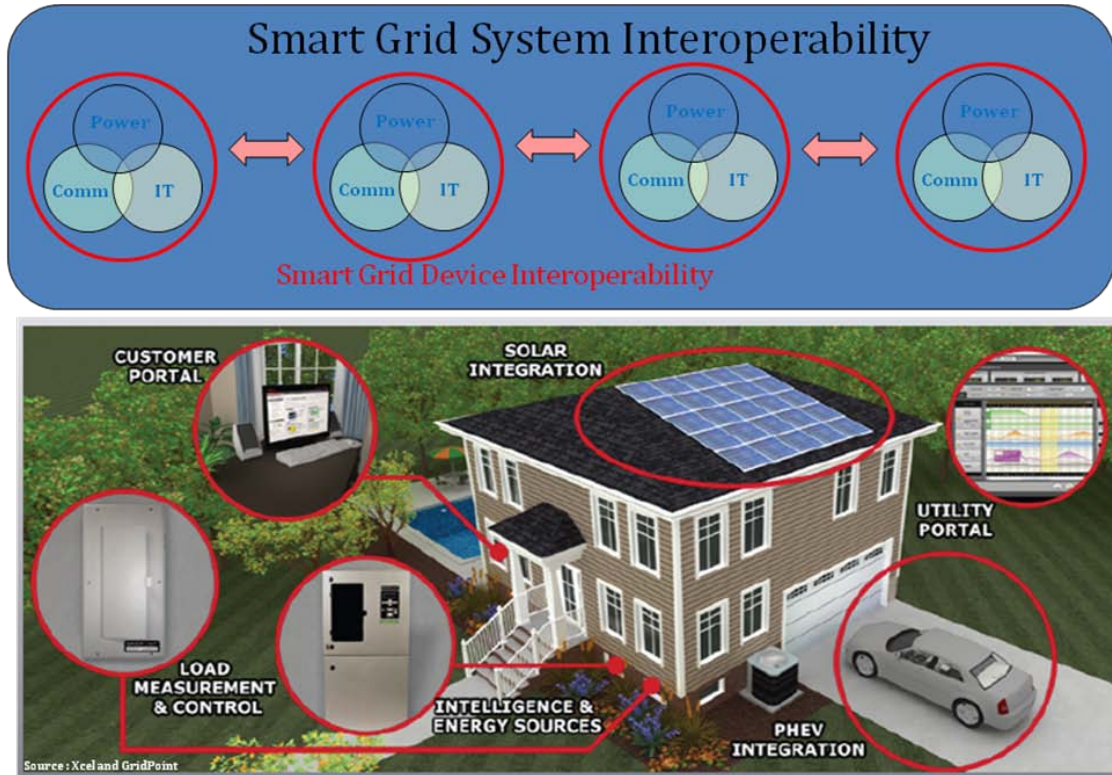 Smart Grid System Interoperability
Power
Comm
IT
Power
Comm
IT
Power
Comm
IT
Power
Comm
IT
Smart Grid Device Interoperability
CUSTOMER
PORTAL
SOLAR
INTEGRATION
UTILITY
PORTAL
LOAD
MEASUREMENT
& CONTROL
INTELLIGENCE &
ENERGY SOURCES
PHEV
INTEGRATION
Source: Xcel and GridPoint